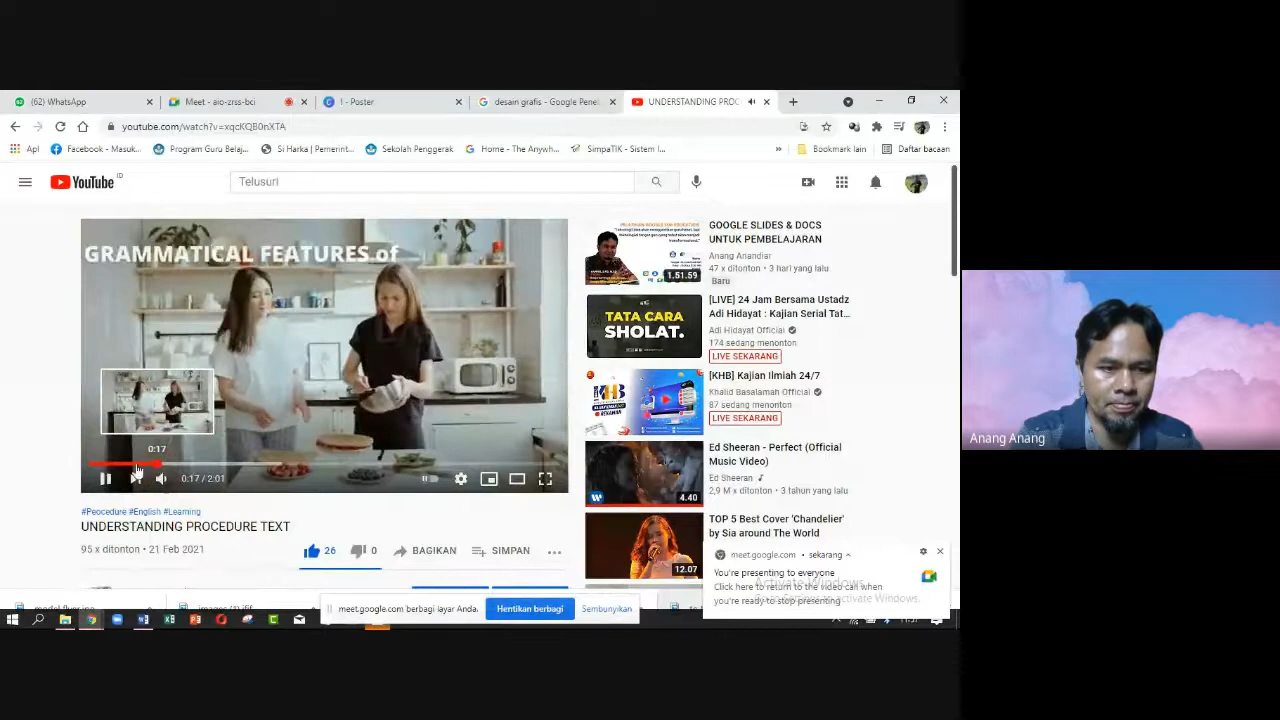 (62) WhatsApp
Meet - aio-zrss-bci
! - Poster
desain grafis - Google Penel
UNDERSTANDING PROC
youtube.com/watch?v=xqcKQB0nXTA
Apl
Facebook - Masuk...
Program Guru Belaj...
Si Harka | Pemerint...
Sekolah Penggerak
Home - The Anywh...
SimpaTIK - Sistem I...
»
Bookmark lain
Daftar bacaan
YouTube ID
Telusuri
GRAMMATICAL FEATURES of
0:17
0:17 / 2:01
#Peocedure #English #Learning
UNDERSTANDING PROCEDURE TEXT
95 x ditonton • 21 Feb 2021
26
0
BAGIKAN
SIMPAN
1.51.59
GOOGLE SLIDES & DOCS
UNTUK PEMBELAJARAN
Anang Anandiar
47 x ditonton • 3 hari yang lalu
Baru
TATA CARA
SHOLAT.
[LIVE] 24 Jam Bersama Ustadz
Adi Hidayat : Kajian Serial Tat...
Adi Hidayat Official
174 sedang menonton
LIVE SEKARANG
KHB
[KHB] Kajian Ilmiah 24/7
Khalid Basalamah Official
87 sedang menonton
LIVE SEKARANG
4.40
Ed Sheeran - Perfect (Official
Music Video)
Ed Sheeran
2,9 M x ditonton • 3 tahun yang lalu
12.07
TOP 5 Best Cover 'Chandelier'
by Sia around The World
meet.google.com • sekarang
You're presenting to everyone
Click here to return to the video call when
you're ready to stop presenting
Activate Windows
meet.google.com berbagi layar Anda.
Hentikan berbagi
Sembunyikan
Anang Anang